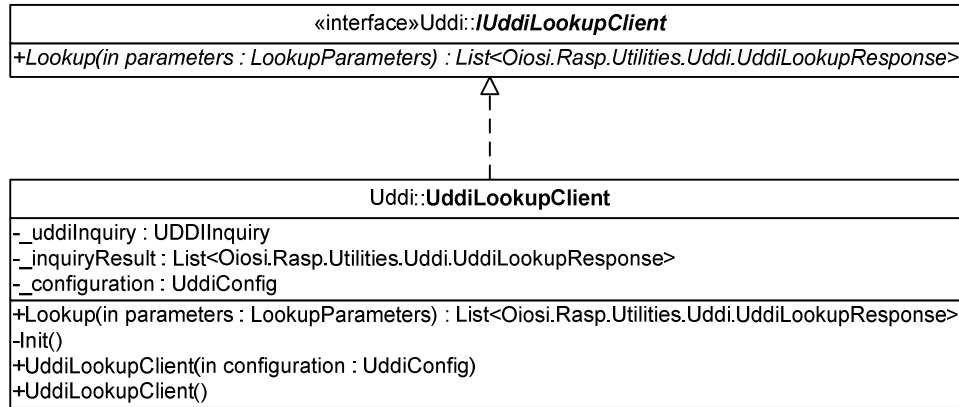 «interface»Uddi::IUddiLookupClient
+Lookup(in parameters : LookupParameters) : List<Oiosi.Rasp.Utilities.Uddi.UddiLookupResponse>
Uddi::UddiLookupClient
-_uddiInquiry : UDDIInquiry
-_inquiryResult : List<Oiosi.Rasp.Utilities.Uddi.UddiLookupResponse>
-_configuration : UddiConfig
+Lookup(in parameters : LookupParameters) : List<Oiosi.Rasp.Utilities.Uddi.UddiLookupResponse>
-Init()
+UddiLookupClient(in configuration : UddiConfig)
+UddiLookupClient()